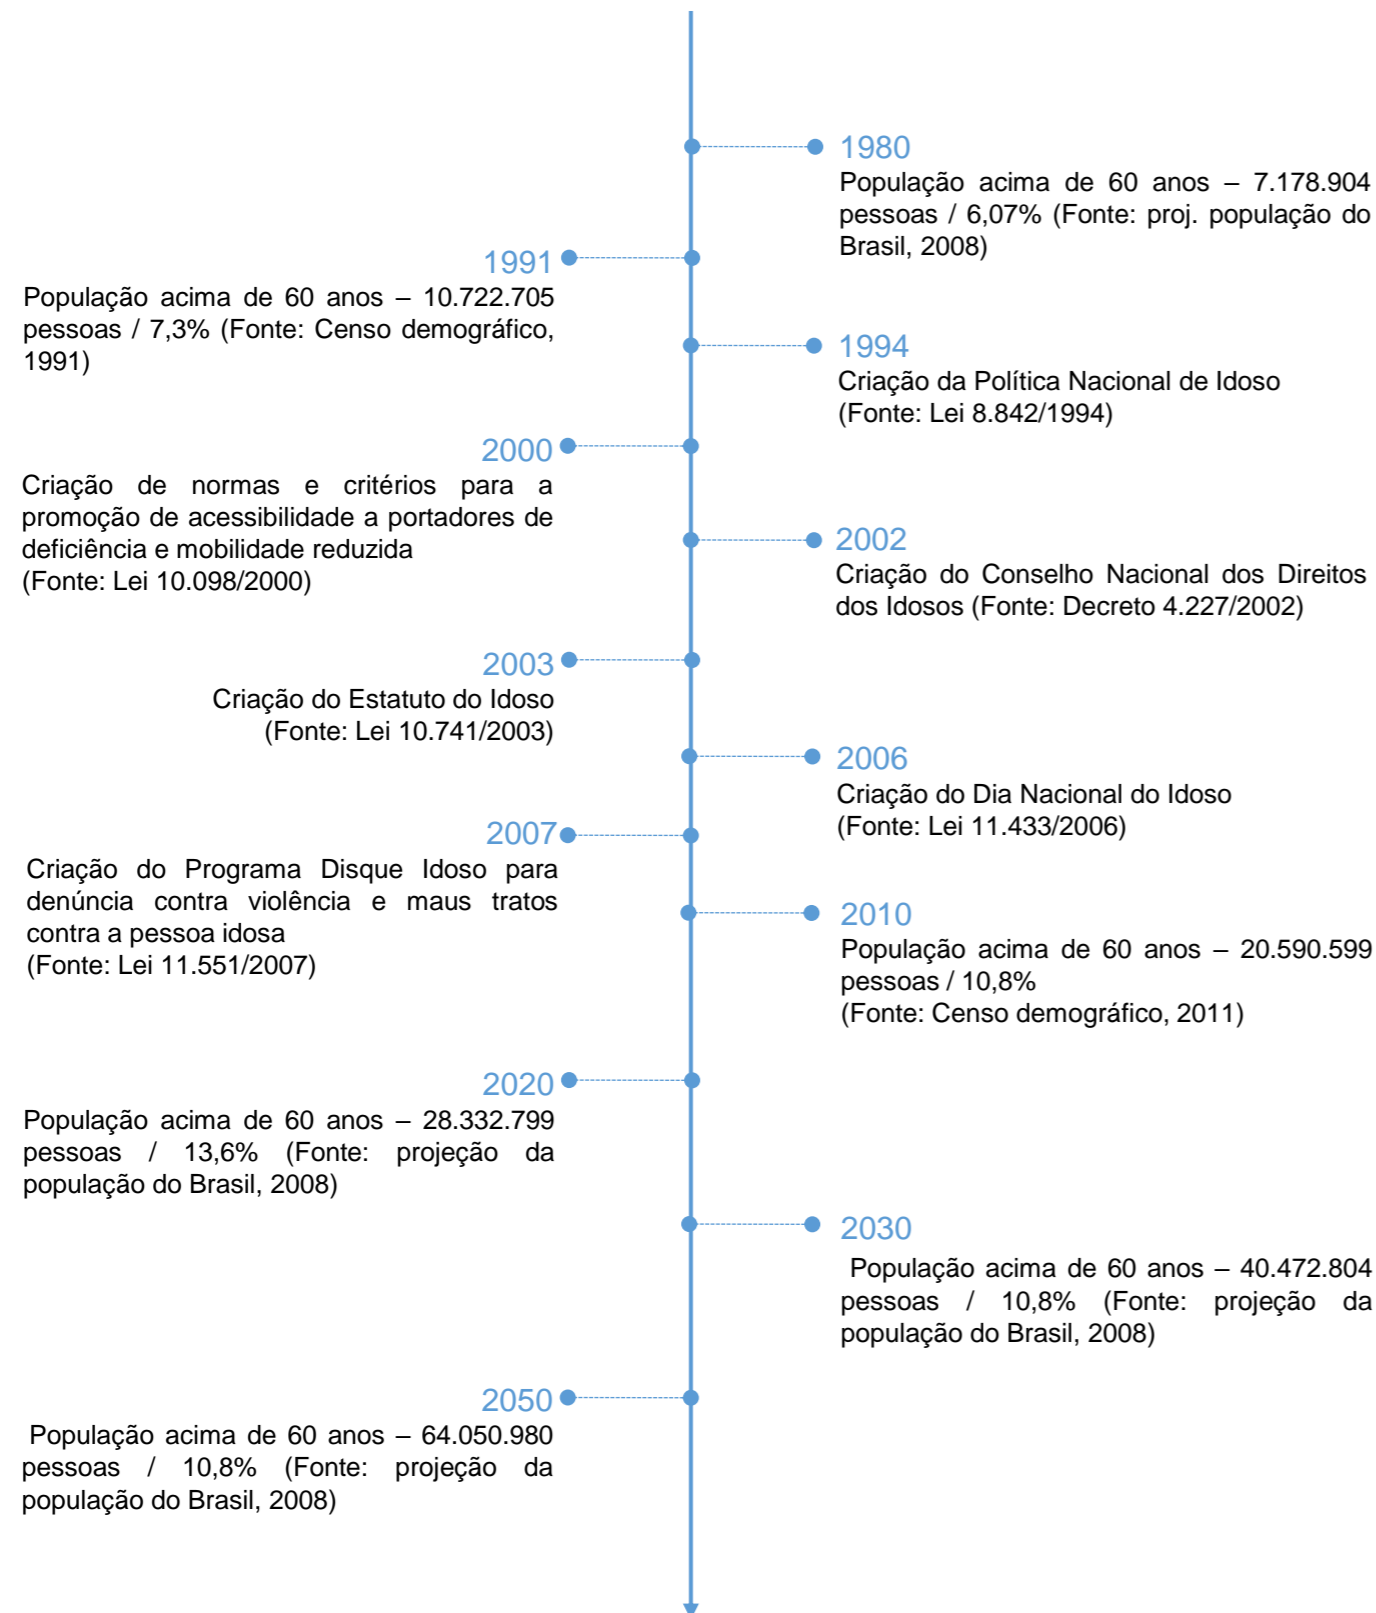 1980
População acima de 60 anos – 7.178.904
pessoas / 6,07% (Fonte: proj. população do
Brasil, 2008)
1991
População acima de 60 anos – 10.722.705
pessoas / 7,3% (Fonte: Censo demográfico,
1991)
1994
Criação da Política Nacional de Idoso
(Fonte: Lei 8.842/1994)
2000
Criação de normas e critérios para a
promoção de acessibilidade a portadores de
deficiência e mobilidade reduzida
(Fonte: Lei 10.098/2000)
2002
Criação do Conselho Nacional dos Direitos
dos Idosos (Fonte: Decreto 4.227/2002)
2003
Criação do Estatuto do Idoso
(Fonte: Lei 10.741/2003)
2006
Criação do Dia Nacional do Idoso
(Fonte: Lei 11.433/2006)
2007
Criação do Programa Disque Idoso para
denúncia contra violência e maus tratos
contra a pessoa idosa
(Fonte: Lei 11.551/2007)
2010
População acima de 60 anos – 20.590.599
pessoas / 10,8%
(Fonte: Censo demográfico, 2011)
2020
População acima de 60 anos – 28.332.799
pessoas / 13,6% (Fonte: projeção da
população do Brasil, 2008)
2030
População acima de 60 anos – 40.472.804
pessoas / 10,8% (Fonte: projeção da
população do Brasil, 2008)
2050
População acima de 60 anos – 64.050.980
pessoas / 10,8% (Fonte: projeção da
população do Brasil, 2008)